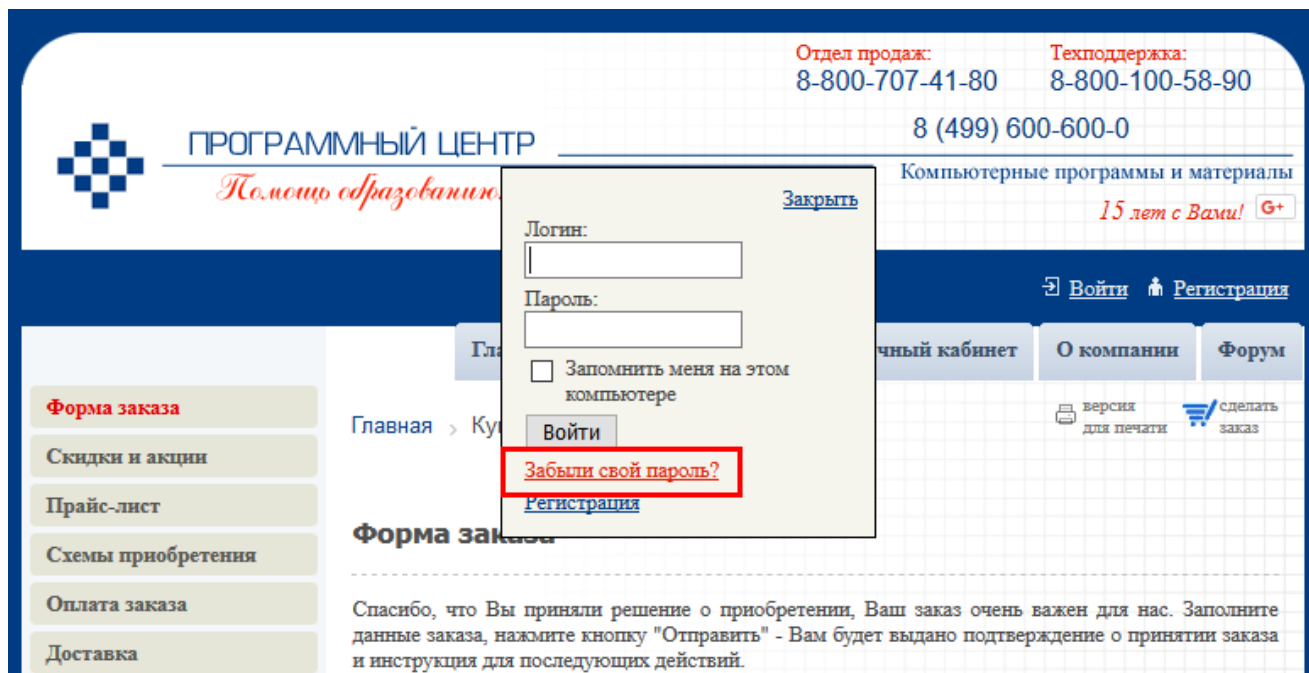 Отдел продаж:
8-800-707-41-80
Техподдержка:
8-800-100-58-90
8 (499) 600-600-0
ПРОГРАММНЫЙ ЦЕНТР
Помощь образованию
Компьютерные программы и материалы
15 лет с Вами! G+
Закрыть
Логин:
Пароль:
Запомнить меня на этом
компьютере
Войти
Забыли свой пароль?
Регистрация
Войти Регистрация
Гла
чный кабинет
О компании
Форум
Форма заказа
Скидки и акции
Прайс-лист
Схемы приобретения
Оплата заказа
Доставка
Главная > Ку
версия
для печати
сделать
заказ
Форма заказа
Спасибо, что Вы приняли решение о приобретении, Ваш заказ очень важен для нас. Заполните
данные заказа, нажмите кнопку "Отправить" - Вам будет выдано подтверждение о принятии заказа
и инструкция для последующих действий.